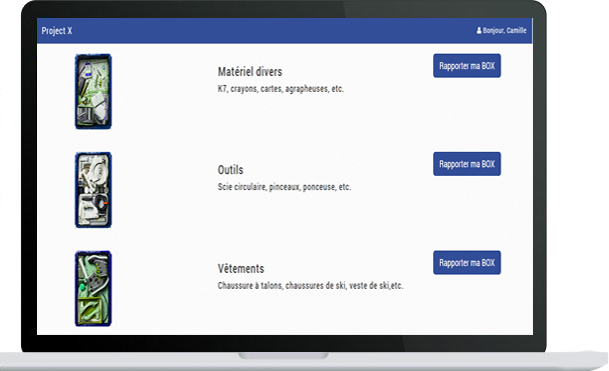 Project X
Bonjour, Camille
Matériel divers
Rapporter ma BOX
K7, crayons, cartes, agrapheuses, etc.
Outils
Rapporter ma BOX
Scie circulaire, pinceaux, ponceuse, etc.
Vêtements
Rapporter ma BOX
Chaussure à talons, chaussures de ski, veste de ski,etc.